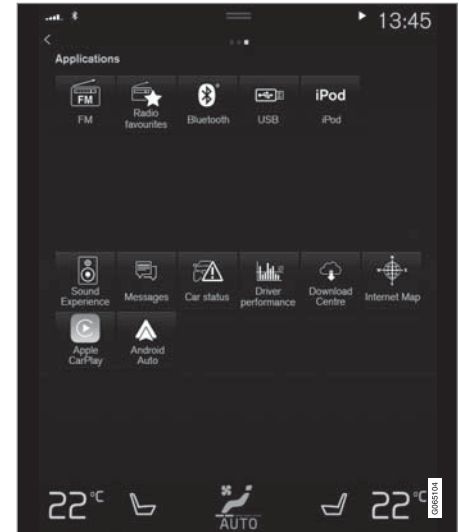 13:45
Applications
FM
FM
Radio
favourites
Bluetooth
USB
iPod
iPod
Sound
Experience
Messages
Car status
Driver
performance
Download
Centre
Internet Map
Apple
CarPlay
Android
Auto
22°C
AUTO
22°C
G065104